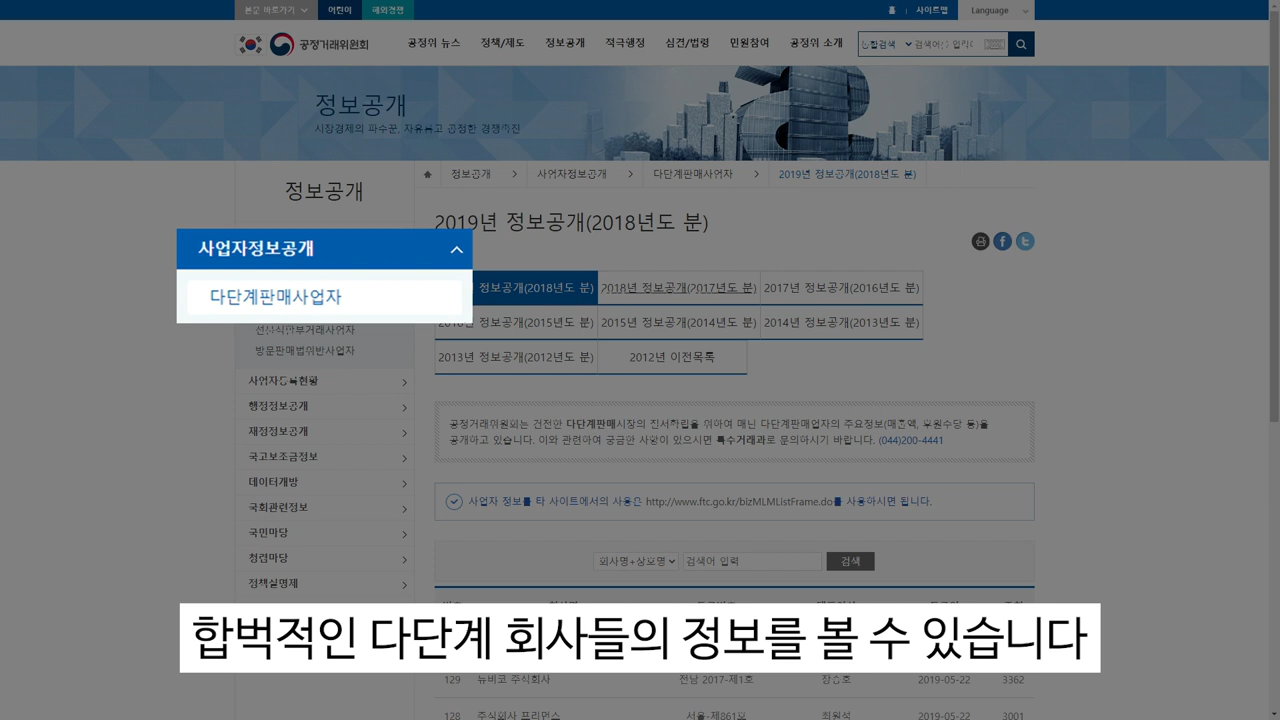 본문 바로가기
어린이
해외경쟁
홈
사이트맵
Language
공정거래위원회
공정위 뉴스
정책/제도
정보공개
적극행정
심결/법령
민원참여
공정위 소개
통합검색
정보공개
시장경제의 파수꾼, 자유롭고 공정한 경쟁촉진
정보공개
정보공개
사업자정보공개
다단계판매사업자
2019년 정보공개(2018년도 분)
2019년 정보공개(2018년도 분)
사업자정보공개
다단계판매사업자
선불식할부거래사업자
방문판매법위반사업자
사업자등록현황
행정정보공개
재정정보공개
국고보조금정보
데이터개방
국회관련정보
국민마당
청렴마당
정책실명제
정보공개(2018년도 분)
2018년 정보공개(2017년도 분)
2017년 정보공개(2016년도 분)
2016년 정보공개(2015년도 분)
2015년 정보공개(2014년도 분)
2014년 정보공개(2013년도 분)
2013년 정보공개(2012년도 분)
2012년 이전목록
공정거래위원회는 건전한 다단계판매시장의 질서확립을 위하여 매년 다단계판매업자의 주요정보(매출액, 후원수당 등)을
공개하고 있습니다. 이와 관련하여 궁금한 사항이 있으시면 특수거래과로 문의하시기 바랍니다. (044)200-4441
사업자 정보를 타 사이트에서의 사용은 http://www.ftc.go.kr/bizMLMListFrame.do를 사용하시면 됩니다.
회사명+상호명
검색어 입력
검색
합벅적인 다단계 회사들의 정보를 볼 수 있습니다
129 뉴비코 주식회사 전남 2017-제1호 장승호 2019-05-22 3362
128 주식회사 프리먼스 서울-제861호 최원석 2019-05-22 3001